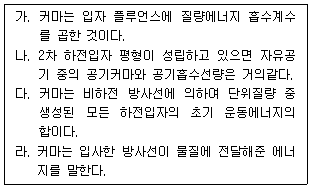 가. 커마는 입자 플루언스에 질량에너지 흡수계수
를 곱한 것이다.
나. 2차 하전입자 평형이 성립하고 있으면 자유공
기 중의 공기커마와 공기흡수선량은 거의같다.
다. 커마는 비하전 방사선에 의하여 단위질량 중
생성된 모든 하전입자의 초기 운동에너지의
합이다.
라. 커마는 입사한 방사선이 물질에 전달해준 에너
지를 말한다.